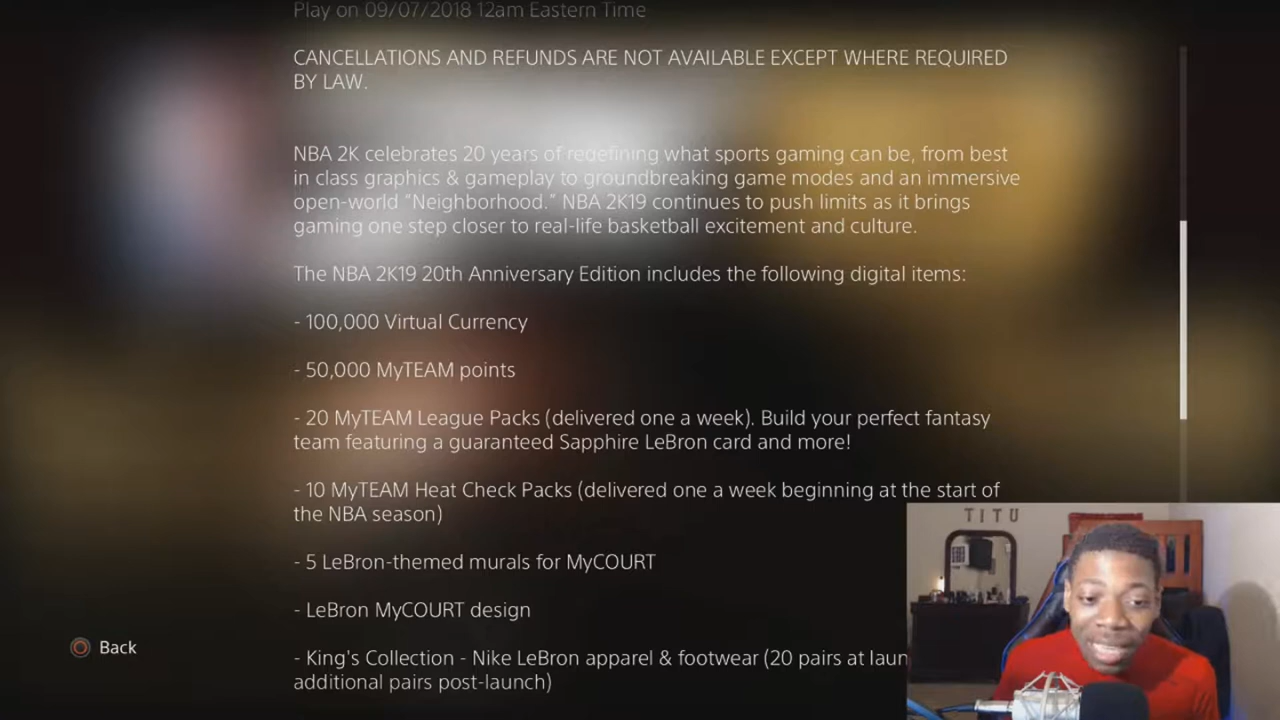 Play on 09/07/2018 12am Eastern Time
CANCELLATIONS AND REFUNDS ARE NOT AVAILABLE EXCEPT WHERE REQUIRED
BY LAW.
NBA 2K celebrates 20 years of redefining what sports gaming can be, from best
in class graphics & gameplay to groundbreaking game modes and an immersive
open-world "Neighborhood." NBA 2K19 continues to push limits as it brings
gaming one step closer to real-life basketball excitement and culture.
The NBA 2K19 20th Anniversary Edition includes the following digital items:
- 100,000 Virtual Currency
- 50,000 MyTEAM points
- 20 MyTEAM League Packs (delivered one a week). Build your perfect fantasy
team featuring a guaranteed Sapphire LeBron card and more!
- 10 MyTEAM Heat Check Packs (delivered one a week beginning at the start of
the NBA season)
- 5 LeBron-themed murals for MyCOURT
- LeBron MyCOURT design
- King's Collection - Nike LeBron apparel & footwear (20 pairs at laun
additional pairs post-launch)
Back
TITU